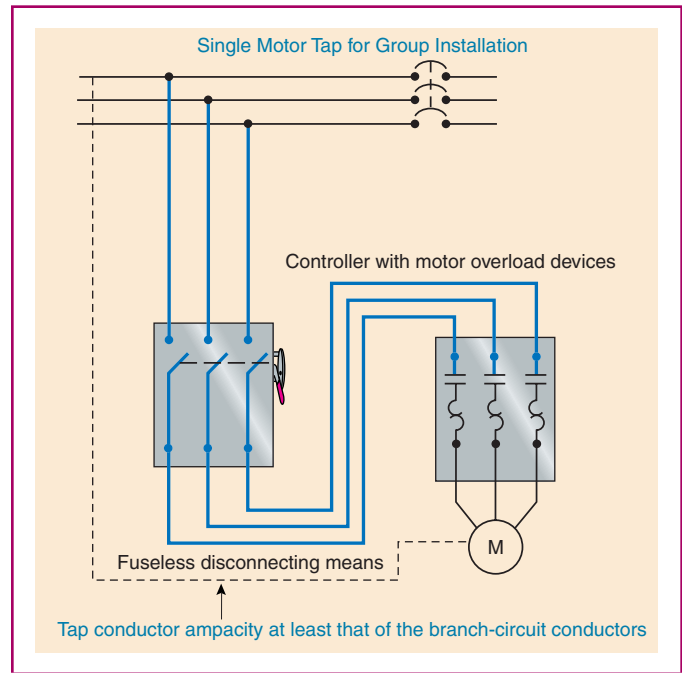 Single Motor Tap for Group Installation
Controller with motor overload devices
M
Fuseless disconnecting means
Tap conductor ampacity at least that of the branch-circuit conductors